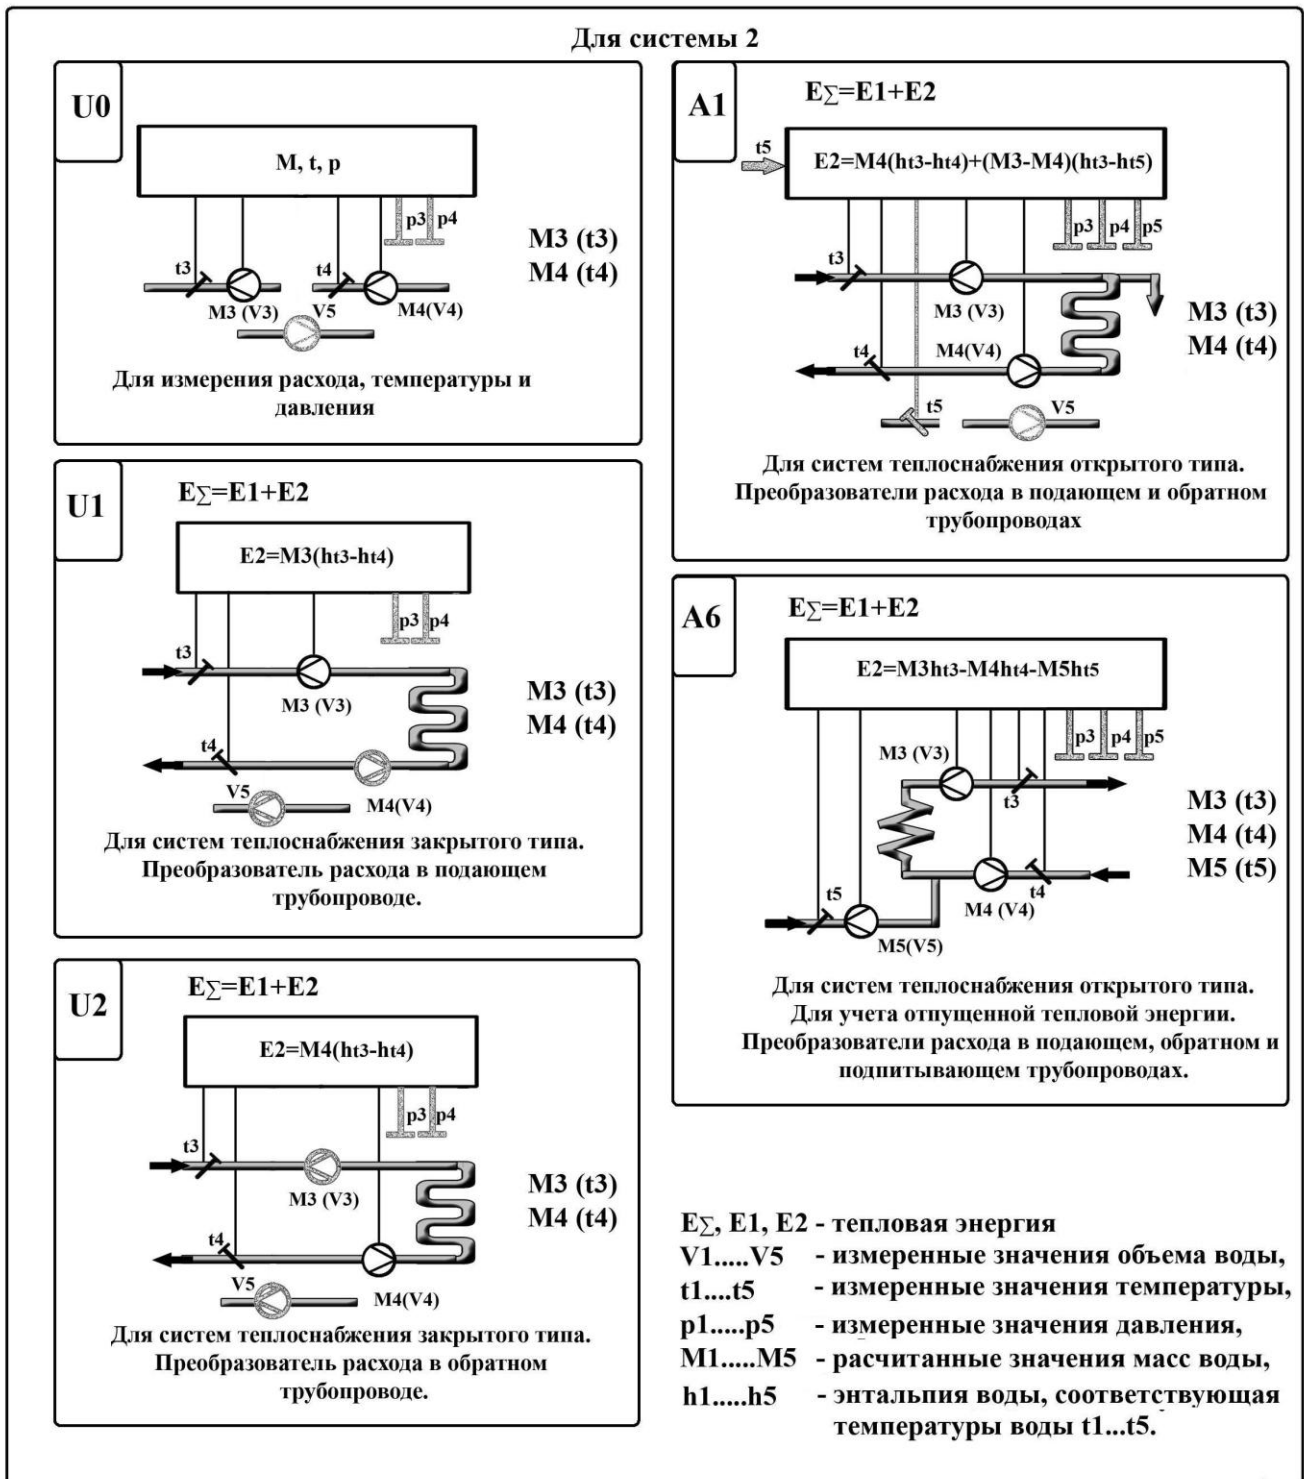 Для системы 2
U0
M, t, p
p3
p4
t3
t4
M3 (V3)
V5
M4(V4)
M3 (t3)
M4 (t4)
Для измерения расхода, температуры и
давления
U1
E∑=E1+E2
E2=M3(ht3-ht4)
p3
p4
t3
M3 (V3)
M3 (t3)
M4 (t4)
t4
V5
M4(V4)
Для систем теплоснабжения закрытого типа.
Преобразователь расхода в подающем
трубопроводе.
U2
E∑=E1+E2
E2=M4(ht3-ht4)
p3
p4
t3
M3 (V3)
M3 (t3)
M4 (t4)
t4
V5
M4(V4)
Для систем теплоснабжения закрытого типа.
Преобразователь расхода в обратном
трубопроводе.
A1
E∑=E1+E2
t5
E2=M4(ht3-ht4)+(M3-M4)(ht3-ht5)
p3
p4
p5
t3
M3 (V3)
M3 (t3)
M4 (t4)
t4
M4(V4)
t5
V5
Для систем теплоснабжения открытого типа.
Преобразователи расхода в подающем и обратном
трубопроводах
A6
E∑=E1+E2
E2=M3ht3-M4ht4-M5ht5
p3
p4
p5
M3 (V3)
t3
M3 (t3)
M4 (t4)
M5 (t5)
t5
M4 (V4)
t4
M5(V5)
Для систем теплоснабжения открытого типа.
Для учета отпущенной тепловой энергии.
Преобразователи расхода в подающем, обратном и
подпитывающем трубопроводах.
E∑, E1, E2 - тепловая энергия
V1.....V5 - измеренные значения объема воды,
t1....t5 - измеренные значения температуры,
p1.....p5 - измеренные значения давления,
M1.....M5 - расчитанные значения масс воды,
h1.....h5 - энтальпия воды, соответствующая
температуры воды t1...t5.